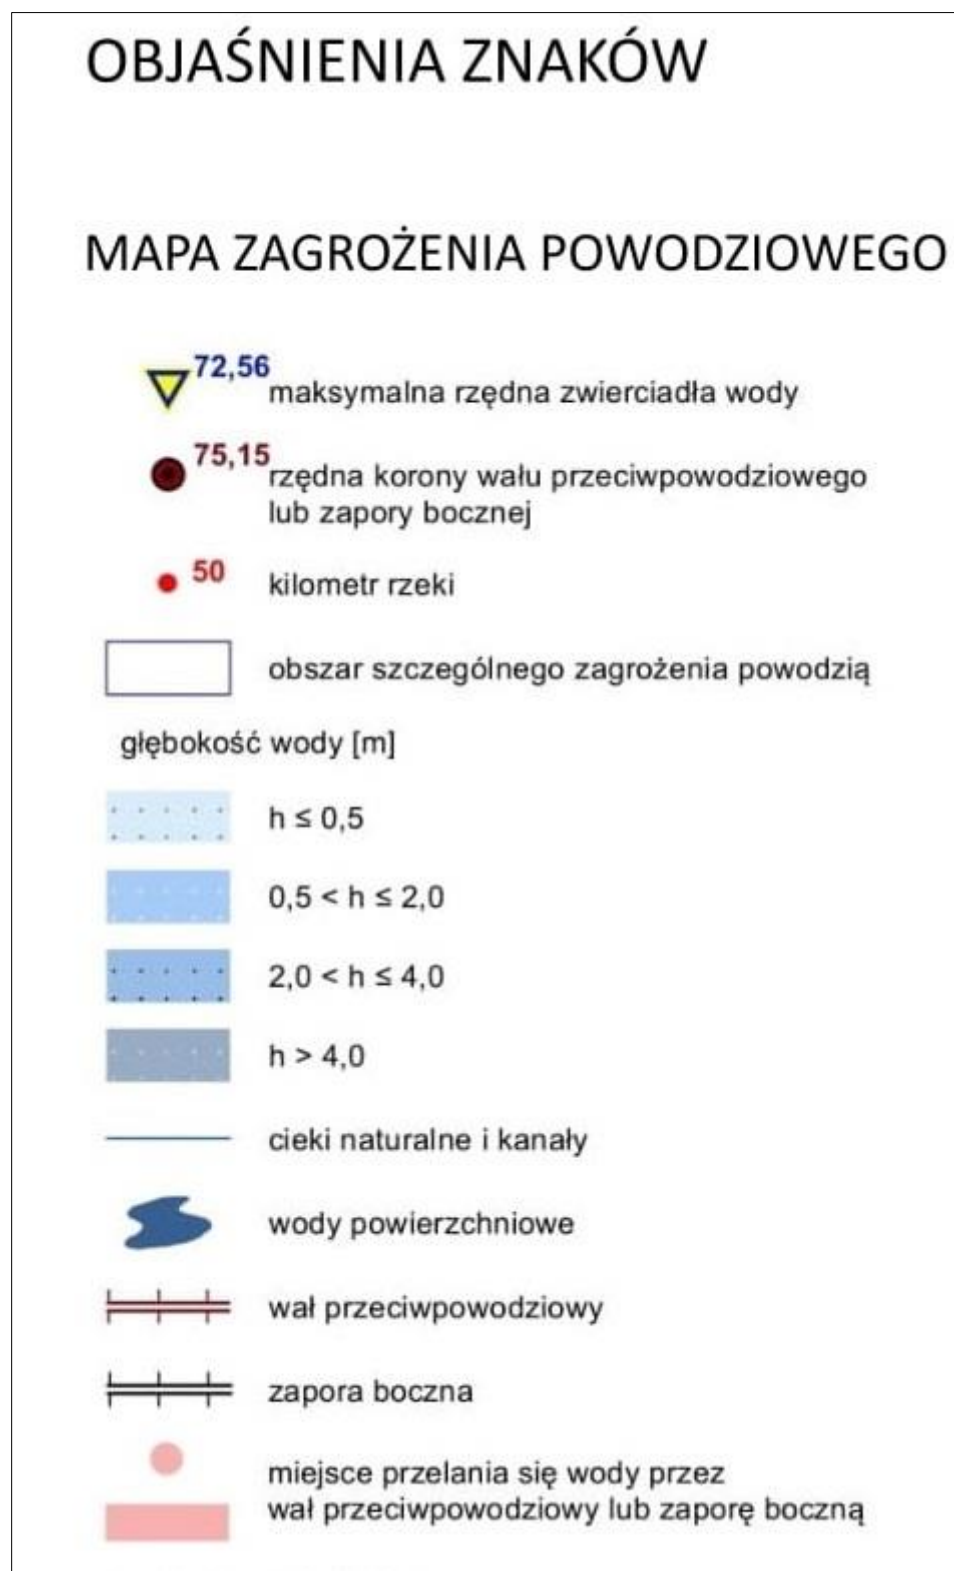 OBJAŚNIENIA ZNAKÓW
MAPA ZAGROŻENIA POWODZIOWEGO
72,56
maksymalna rzędna zwierciadła wody
75,15
rzędna korony wału przeciwpowodziowego
lub zapory bocznej
50
kilometr rzeki
obszar szczególnego zagrożenia powodzią
głębokość wody [m]
h ≤ 0,5
0,5 < h ≤ 2,0
2,0 < h ≤ 4,0
h > 4,0
cieki naturalne i kanały
wody powierzchniowe
wał przeciwpowodziowy
zapora boczna
miejsce przelania się wody przez
wał przeciwpowodziowy lub zaporę boczną